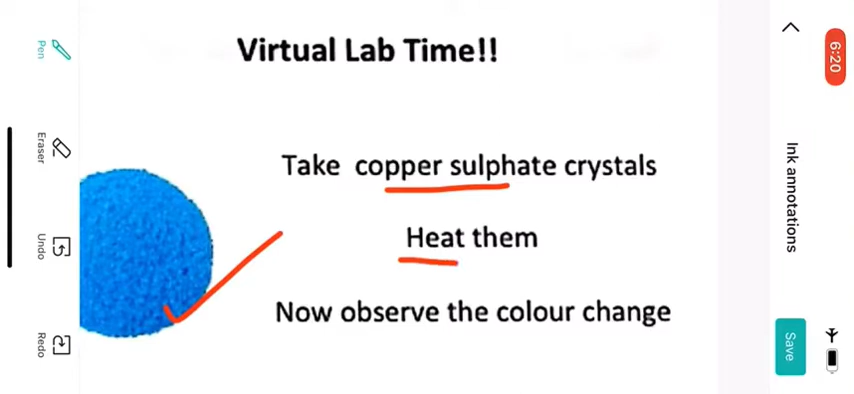 Virtual Lab Time!!
Take copper sulphate crystals
Heat them
Now observe the colour change
Pen
Eraser
Undo
Redo
6:20
Ink annotations
Save